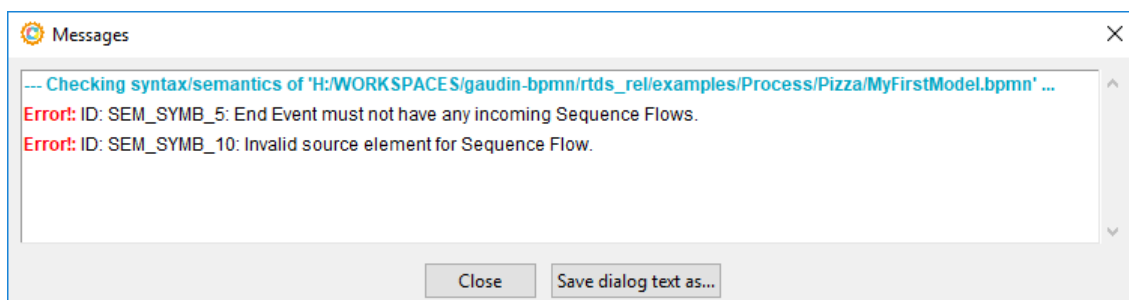 Messages
--- Checking syntax/semantics of 'H:/WORKSPACES/gaudin-bpmn/rtds_rel/examples/Process/Pizza/MyFirstModel.bpmn' ...
Error!: ID: SEM_SYMB_5: End Event must not have any incoming Sequence Flows.
Error!: ID: SEM_SYMB_10: Invalid source element for Sequence Flow.
Close Save dialog text as...